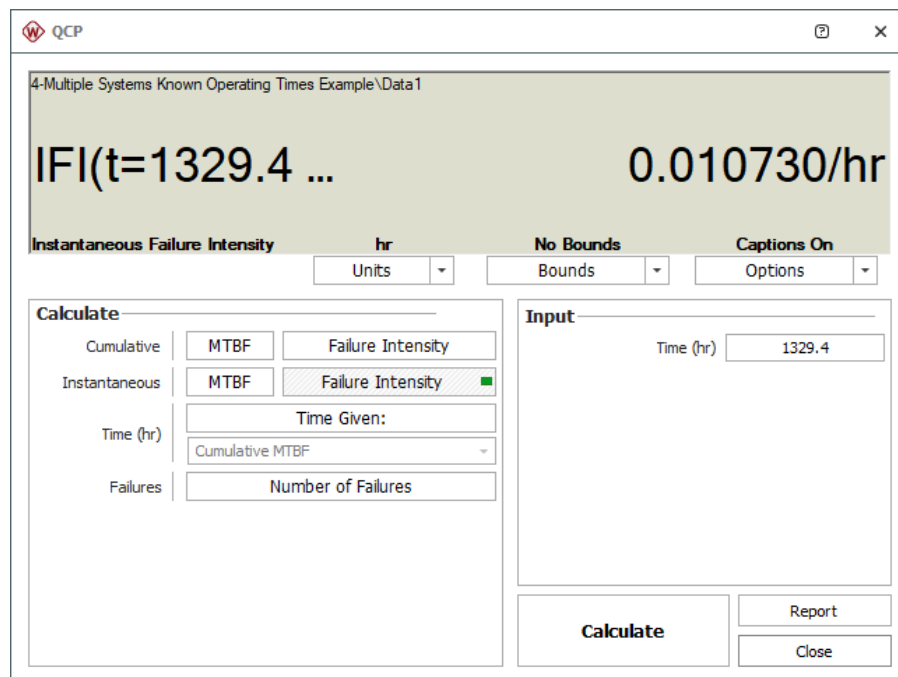 W QCP
4-Multiple Systems Known Operating Times Example\Data1
IFI(t=1329.4 ... 0.010730/hr
Instantaneous Failure Intensity hr No Bounds Captions On
Units Bounds Options
Calculate
Cumulative MTBF Failure Intensity
Instantaneous MTBF Failure Intensity
Time (hr) Time Given:
Cumulative MTBF
Failures Number of Failures
Input
Time (hr) 1329.4
Calculate
Report
Close